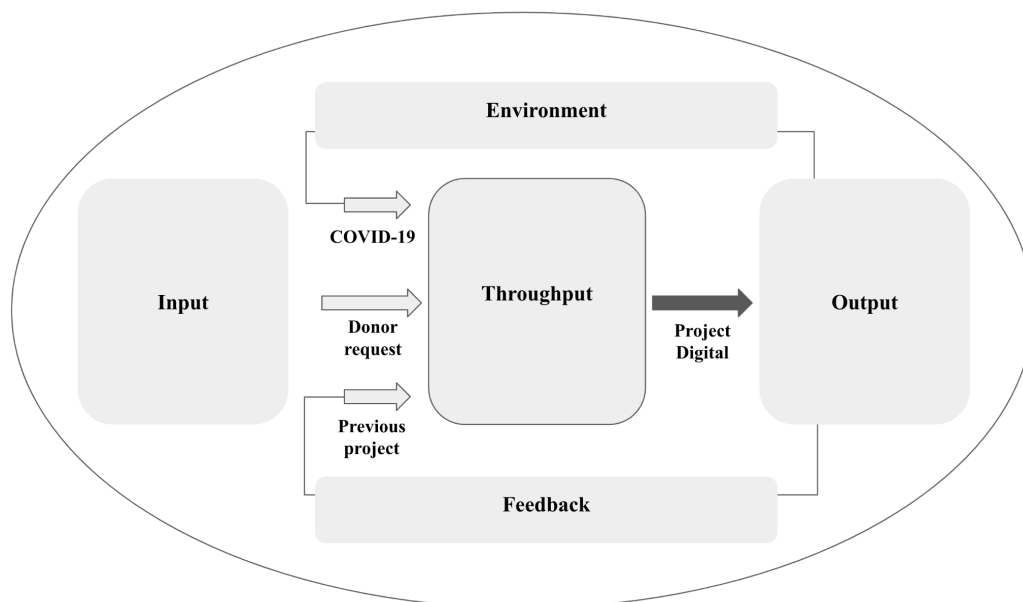 Environment
COVID-19
Input
Throughput
Output
Donor
request
Project
Digital
Previous
project
Feedback